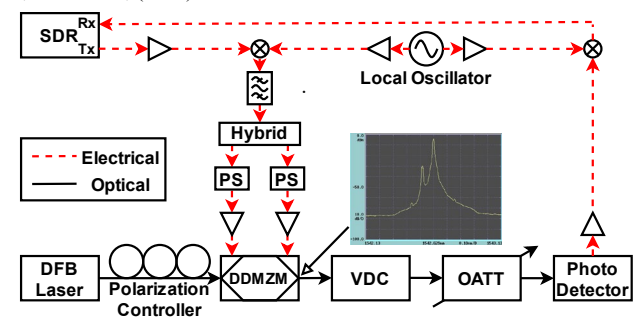 SDR
Rx
Tx
Local Oscillator
Hybrid
Electrical
Optical
PS
PS
DFB
Laser
Polarization
Controller
DDMZM
VDC
OATT
Photo
Detector